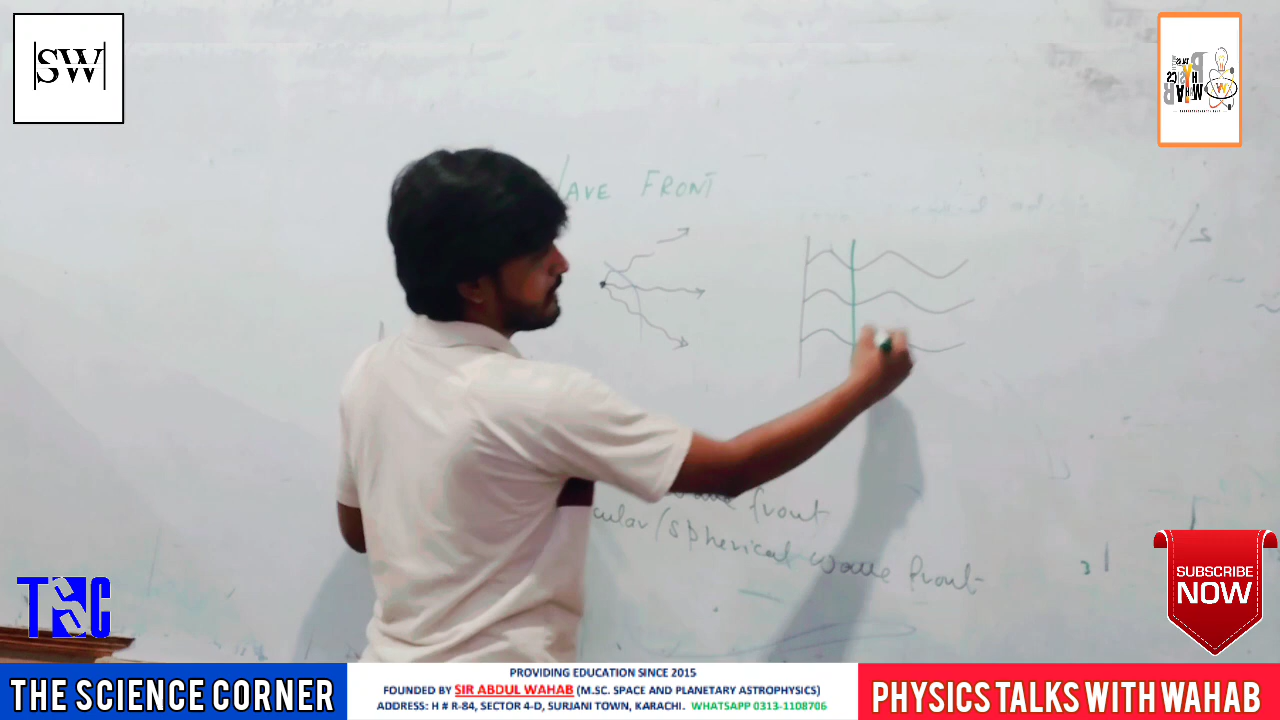 SW
WAVE FRONT
wave front
cular/spherical wave front
TSC
SUBSCRIBE
NOW
THE SCIENCE CORNER
PROVIDING EDUCATION SINCE 2015
FOUNDED BY SIR ABDUL WAHAB (M.SC. SPACE AND PLANETARY ASTROPHYSICS)
ADDRESS: H # R-84, SECTOR 4-D, SURJANI TOWN, KARACHI. WHATSAPP 0313-1108706
PHYSICS TALKS WITH WAHAB